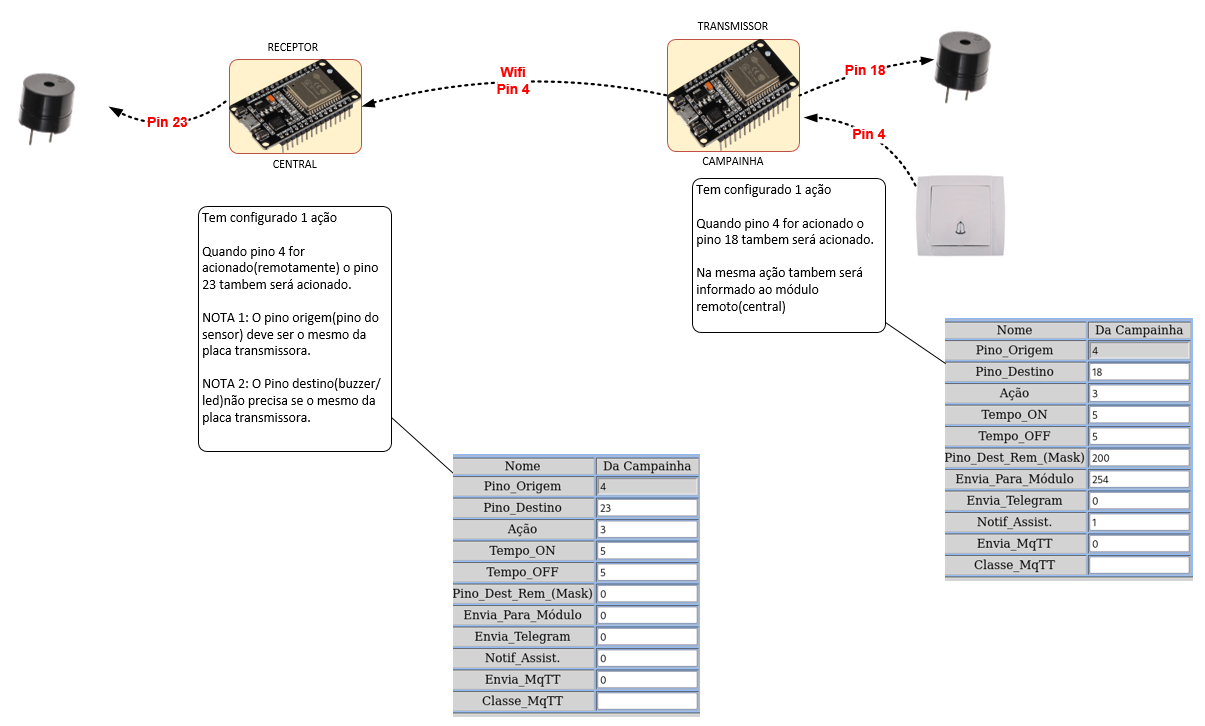 TRANSMISSOR
RECEPTOR
Wifi
Pin 4
Pin 18
Pin 23
Pin 4
CENTRAL
CAMPAINHA
Tem configurado 1 ação
Quando pino 4 for
acionado(remotamente) o pino
23 tambem será acionado.
NOTA 1: O pino origem(pino do
sensor) deve ser o mesmo da
placa transmissora.
NOTA 2: O Pino destino(buzzer/
led)não precisa se o mesmo da
placa transmissora.
Tem configurado 1 ação
Quando pino 4 for acionado o
pino 18 tambem será acionado.
Na mesma ação tambem será
informado ao módulo
remoto(central)
Nome Da Campainha
Pino_Origem 4
Pino_Destino 18
Ação 3
Tempo_ON 5
Tempo_OFF 5
Pino_Dest_Rem_(Mask) 200
Envia_Para_Módulo 254
Envia_Telegram 0
Notif_Assist. 1
Envia_MqTT 0
Classe_MqTT
Nome Da Campainha
Pino_Origem 4
Pino_Destino 23
Ação 3
Tempo_ON 5
Tempo_OFF 5
Pino_Dest_Rem_(Mask) 0
Envia_Para_Módulo 0
Envia_Telegram 0
Notif_Assist. 0
Envia_MqTT 0
Classe_MqTT